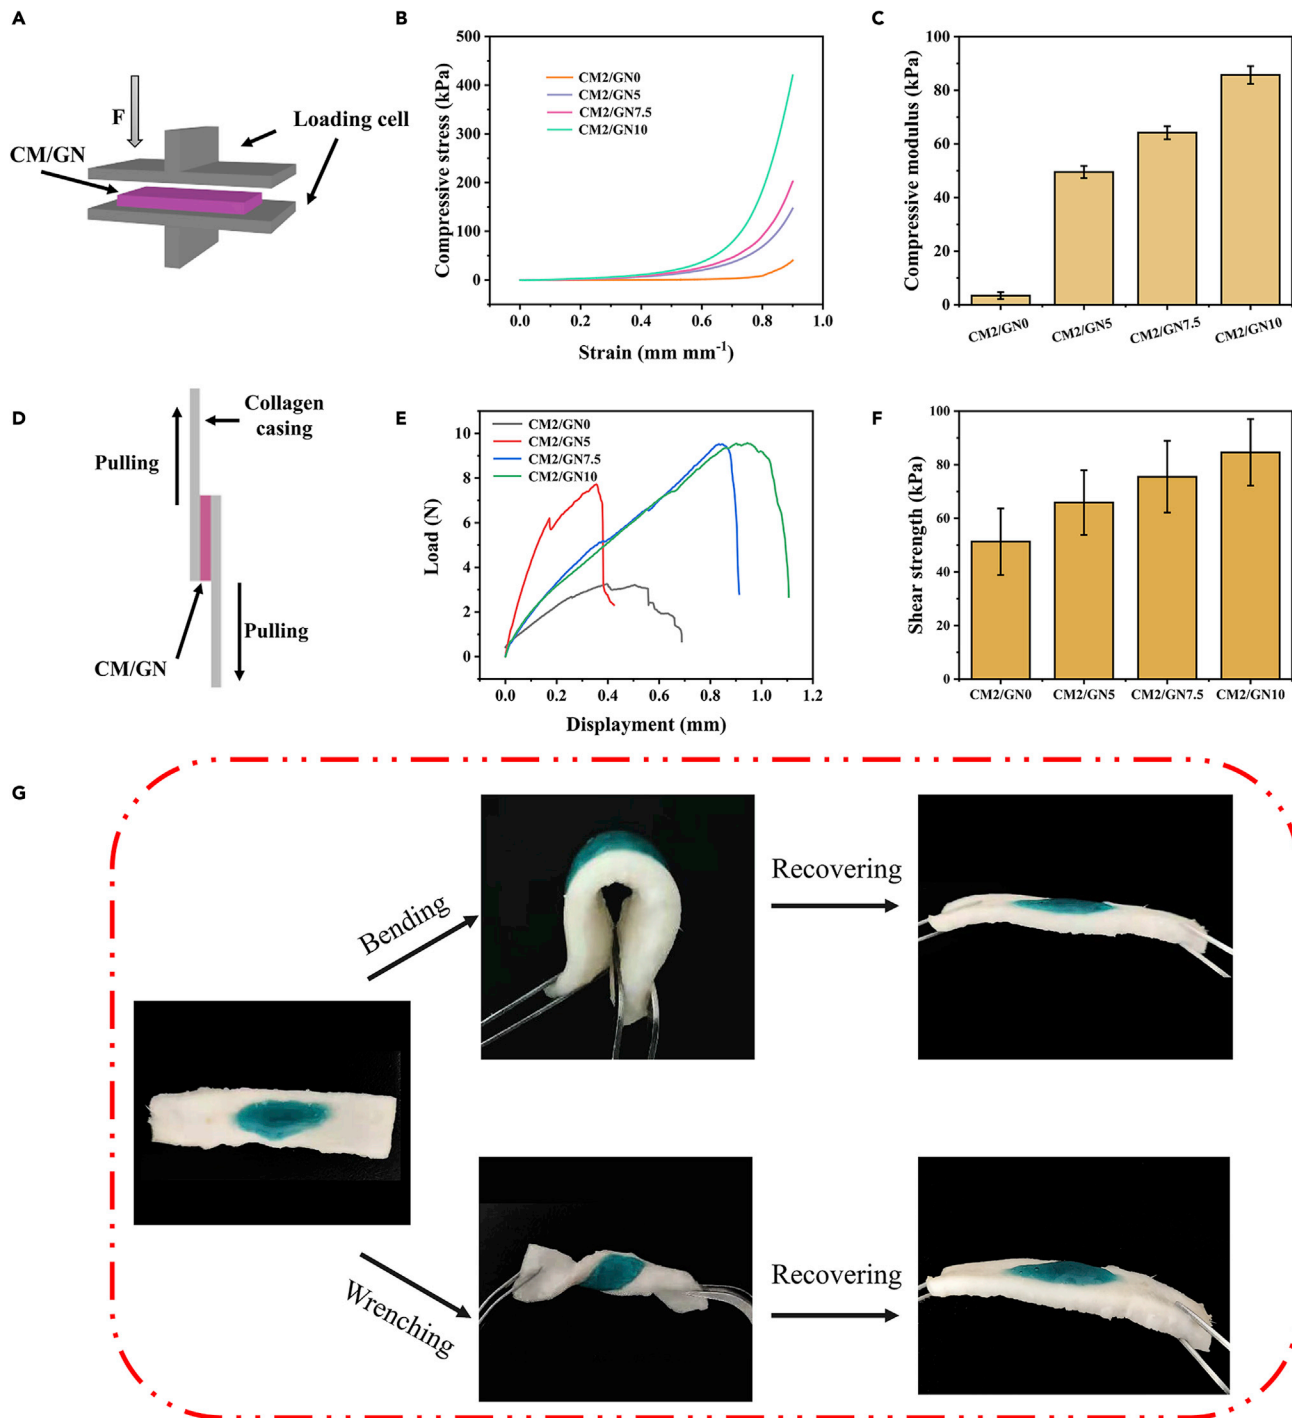 A
F
Loading cell
CM/GN
B
Compressive stress (kPa)
500
400
300
200
100
0
CM2/GN0
CM2/GN5
CM2/GN7.5
CM2/GN10
0.0 0.2 0.4 0.6 0.8 1.0
Strain (mm mm⁻¹)
C
Compressive modulus (kPa)
100
80
60
40
20
0
CM2/GN0 CM2/GN5 CM2/GN7.5 CM2/GN10
D
Collagen
casing
Pulling
Pulling
CM/GN
E
Load (N)
10
8
6
4
2
0
CM2/GN0
CM2/GN5
CM2/GN7.5
CM2/GN10
0.0 0.2 0.4 0.6 0.8 1.0 1.2
Displayment (mm)
F
Shear strength (kPa)
100
80
60
40
20
0
CM2/GN0 CM2/GN5 CM2/GN7.5 CM2/GN10
G
Bending
Recovering
Wrenching
Recovering